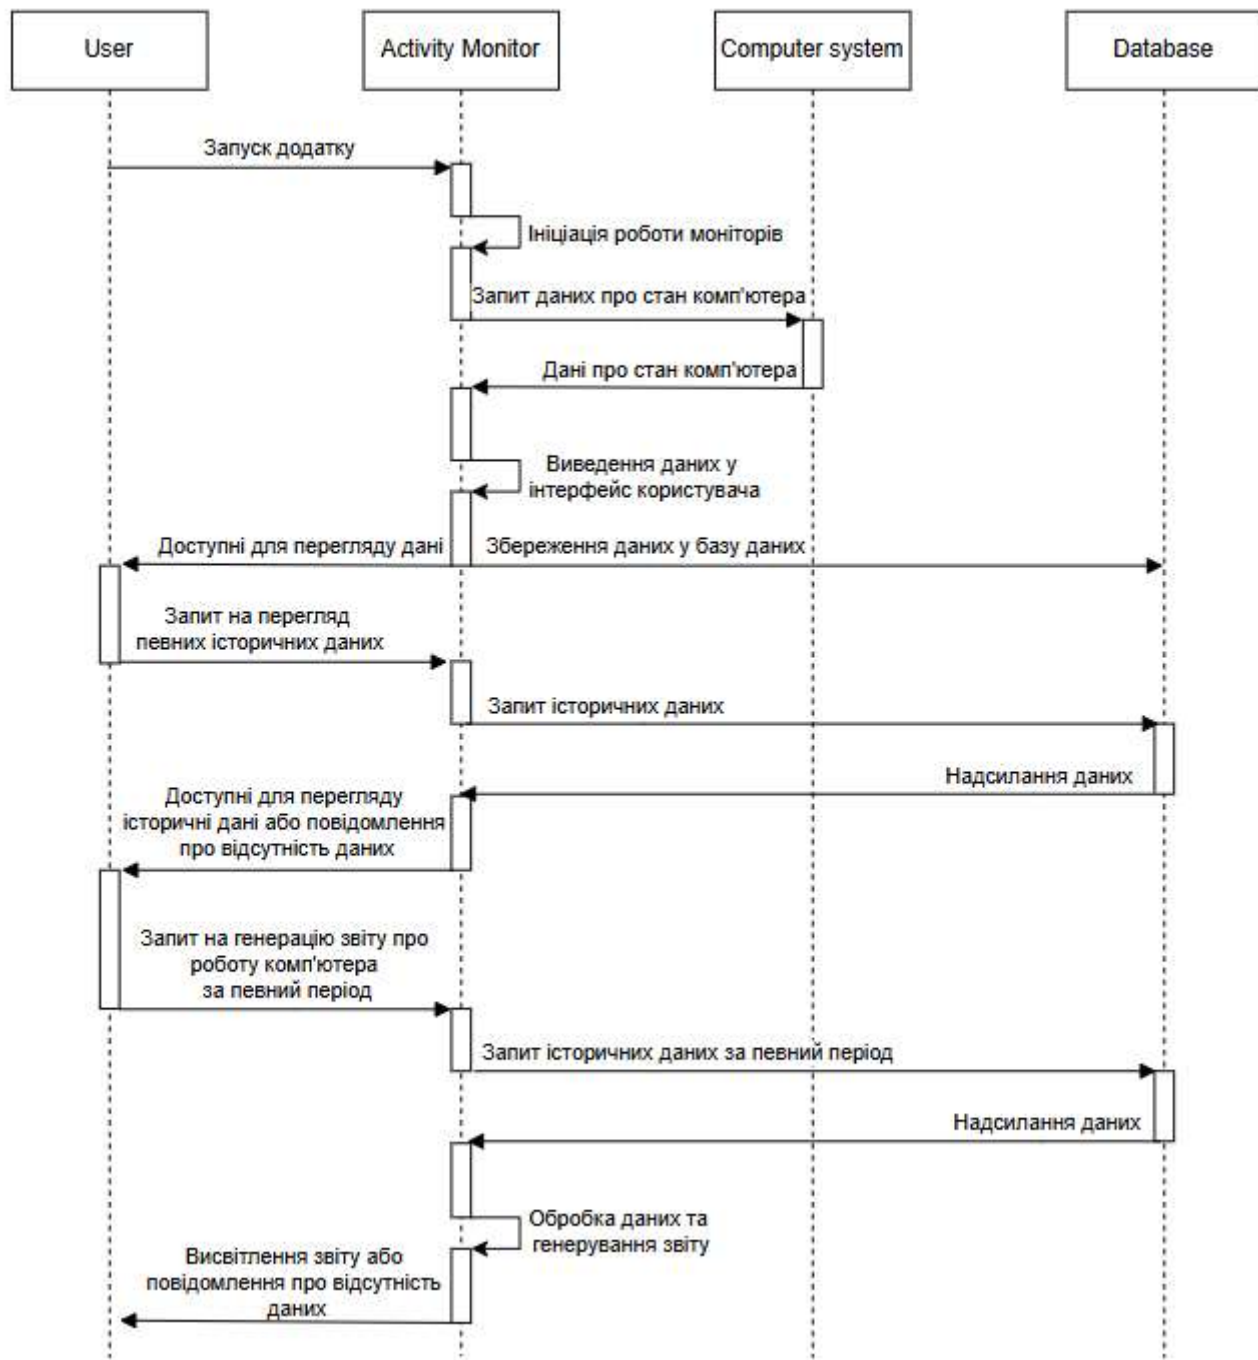 User
Activity Monitor
Computer system
Database
Запуск додатку
Ініціація роботи моніторів
Запит даних про стан комп'ютера
Дані про стан комп'ютера
Виведення даних у
інтерфейс користувача
Доступні для перегляду дані
Збереження даних у базу даних
Запит на перегляд
певних історичних даних
Запит історичних даних
Надсилання даних
Доступні для перегляду
історичні дані або повідомлення
про відсутність даних
Запит на генерацію звіту про
роботу комп'ютера
за певний період
Запит історичних даних за певний період
Надсилання даних
Обробка даних та
генерування звіту
Висвітлення звіту або
повідомлення про відсутність
даних